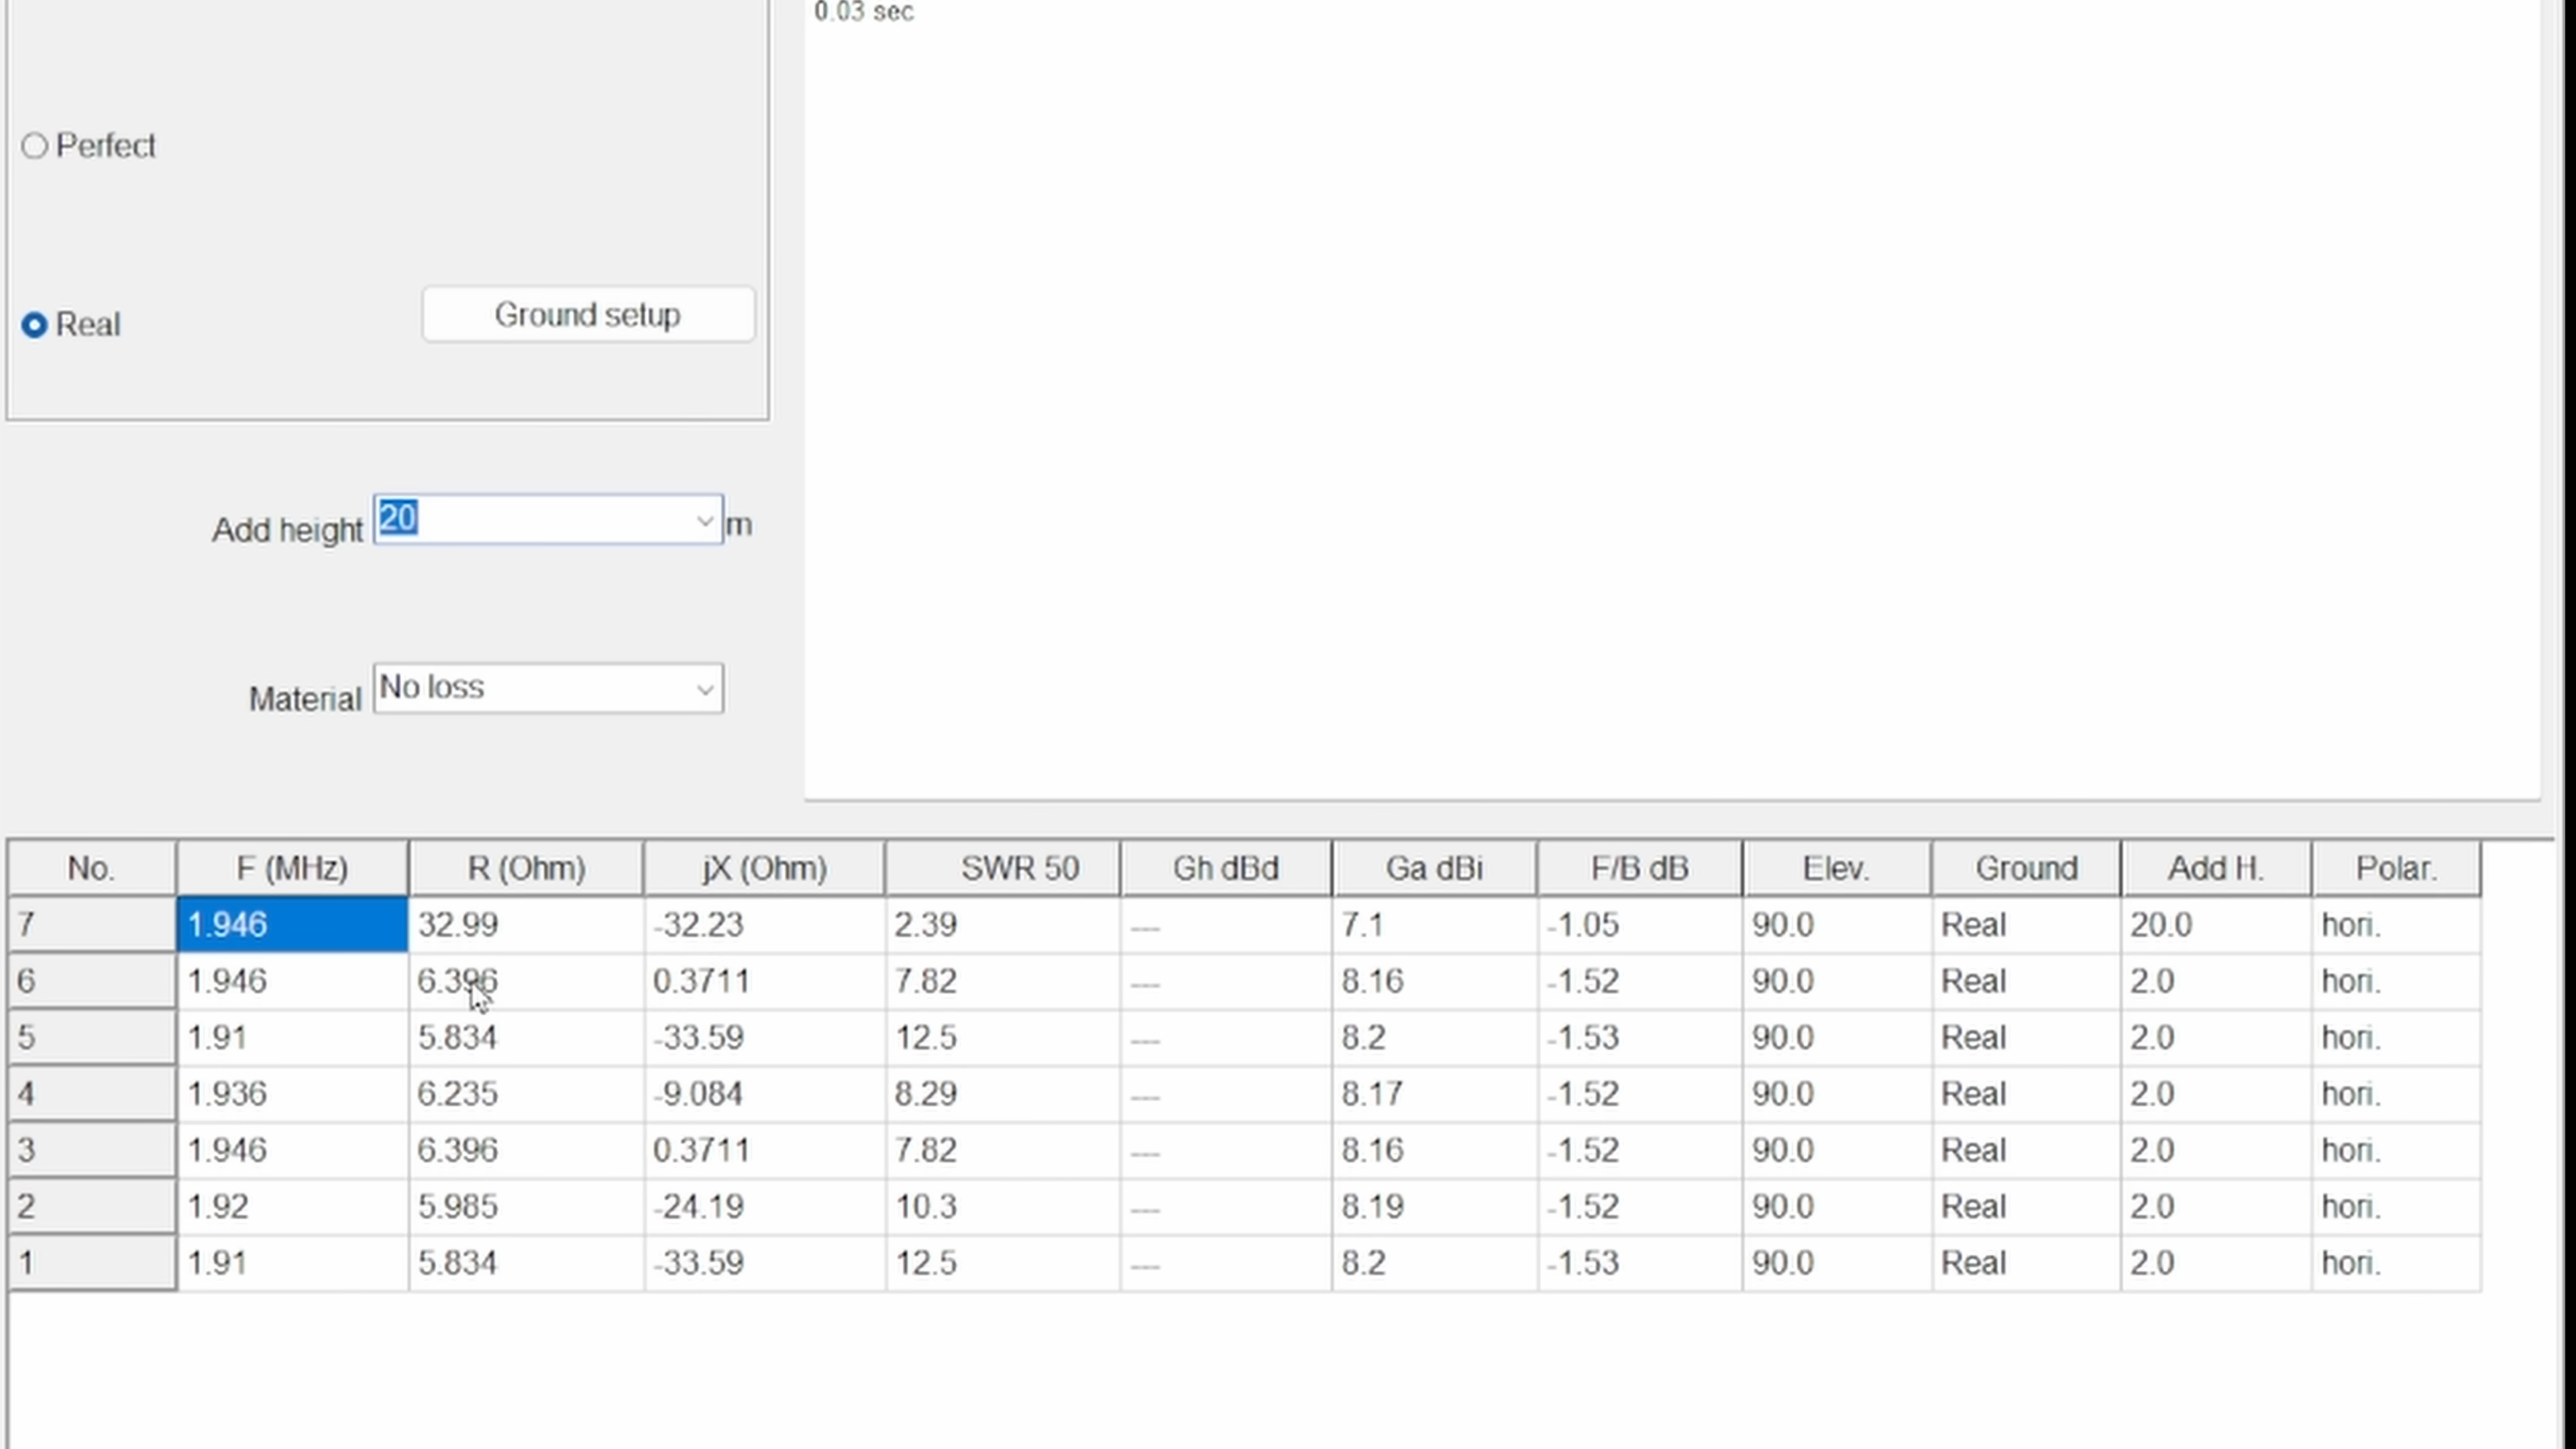 0.03 sec
Perfect
Real
Ground setup
Add height 20 m
Material No loss
No. F (MHz) R (Ohm) jX (Ohm) SWR 50 Gh dBd Ga dBi F/B dB Elev. Ground Add H. Polar.
7 1.946 32.99 -32.23 2.39 --- 7.1 -1.05 90.0 Real 20.0 hori.
6 1.946 6.396 0.3711 7.82 --- 8.16 -1.52 90.0 Real 2.0 hori.
5 1.91 5.834 -33.59 12.5 --- 8.2 -1.53 90.0 Real 2.0 hori.
4 1.936 6.235 -9.084 8.29 --- 8.17 -1.52 90.0 Real 2.0 hori.
3 1.946 6.396 0.3711 7.82 --- 8.16 -1.52 90.0 Real 2.0 hori.
2 1.92 5.985 -24.19 10.3 --- 8.19 -1.52 90.0 Real 2.0 hori.
1 1.91 5.834 -33.59 12.5 --- 8.2 -1.53 90.0 Real 2.0 hori.